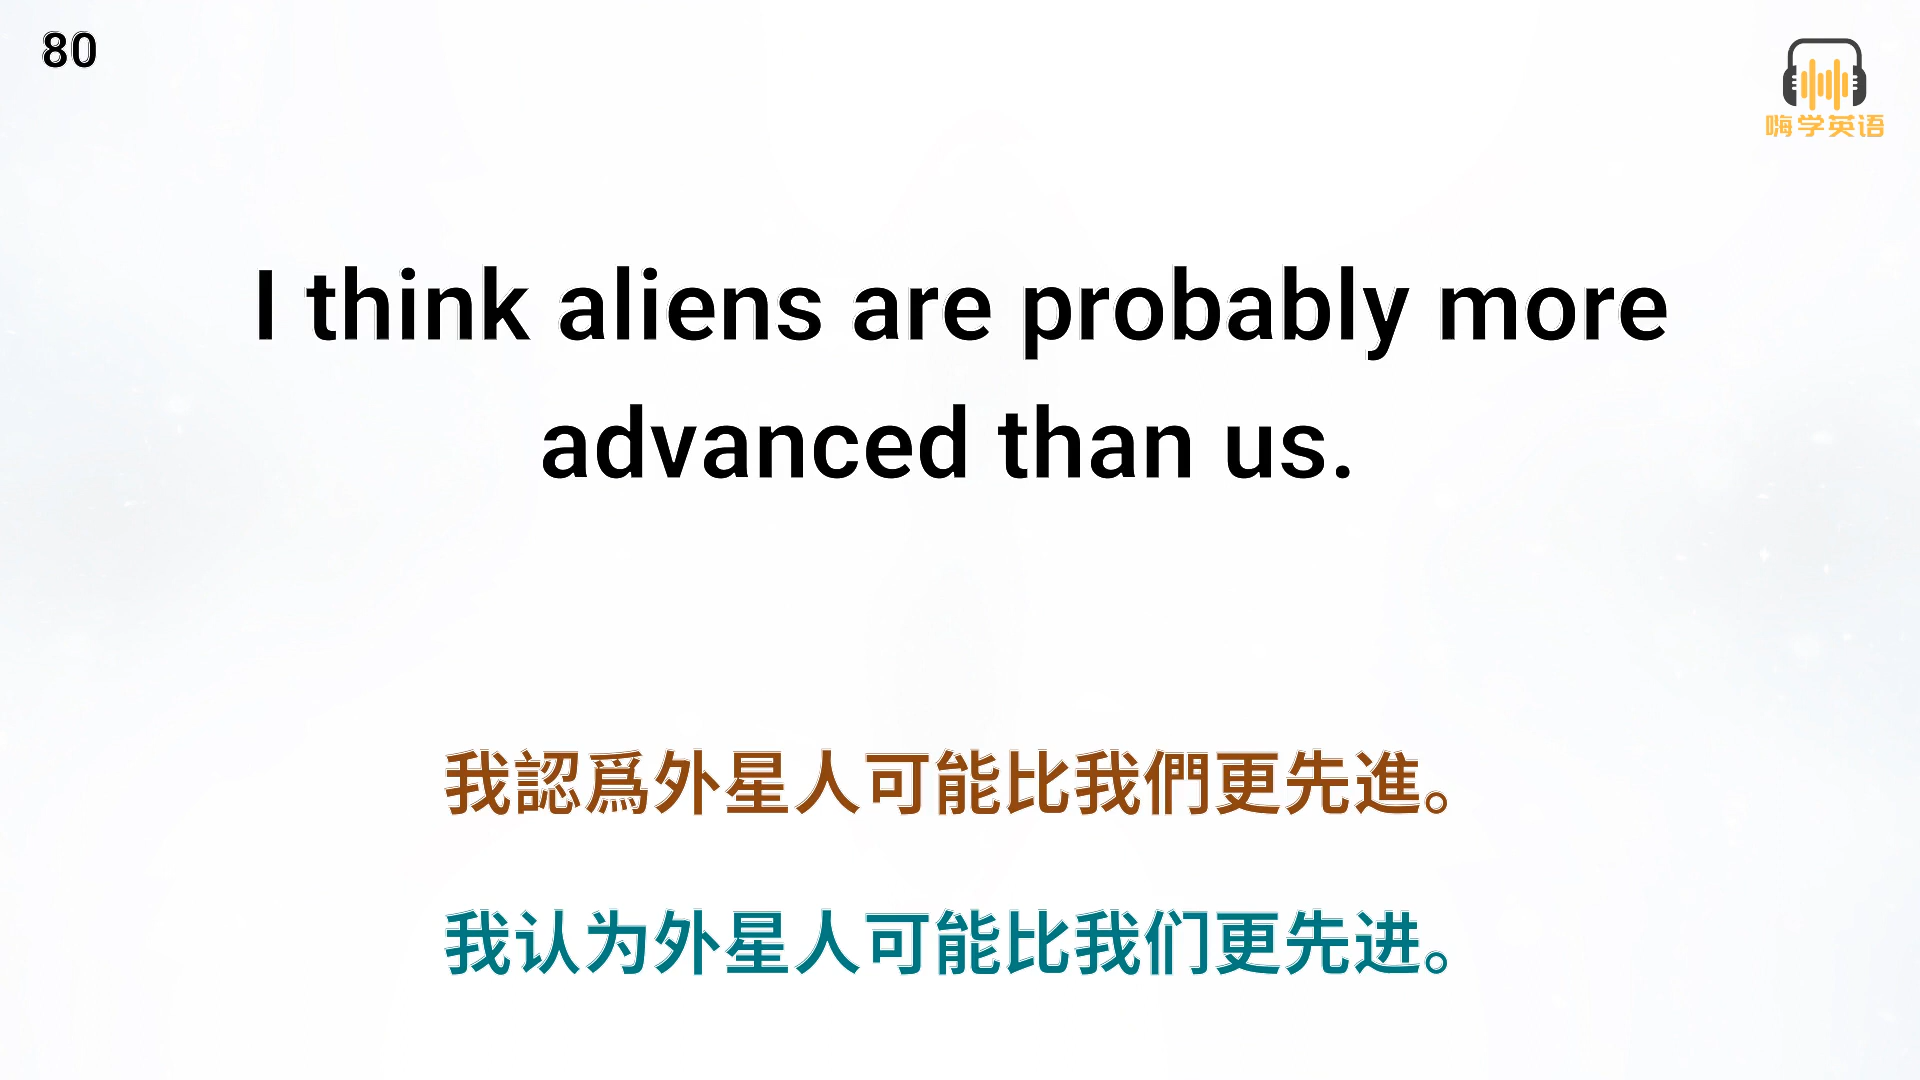 80
嗨学英语
I think aliens are probably more
advanced than us.
我認爲外星人可能比我們更先進。
我认为外星人可能比我们更先进。